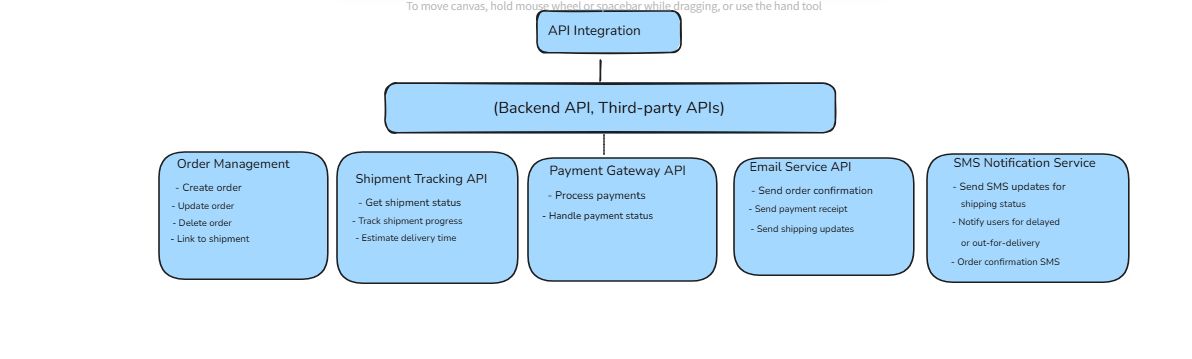 To move canvas, hold mouse wheel or spacebar while dragging, or use the hand tool
API Integration
(Backend API, Third-party APIs)
Order Management
- Create order
- Update order
- Delete order
- Link to shipment
Shipment Tracking API
- Get shipment status
- Track shipment progress
- Estimate delivery time
Payment Gateway API
- Process payments
- Handle payment status
Email Service API
- Send order confirmation
- Send payment receipt
- Send shipping updates
SMS Notification Service
- Send SMS updates for
shipping status
- Notify users for delayed
or out-for-delivery
- Order confirmation SMS